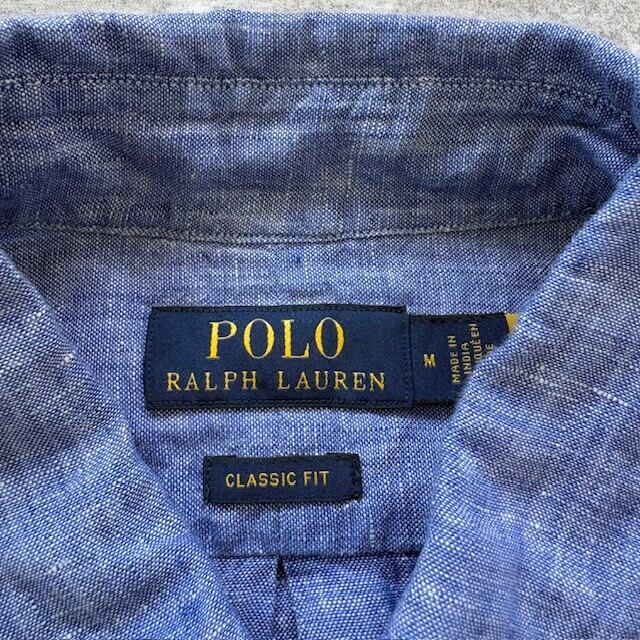 POLO
RALPH LAUREN
M
MADE IN
INDIA
CLASSIC FIT